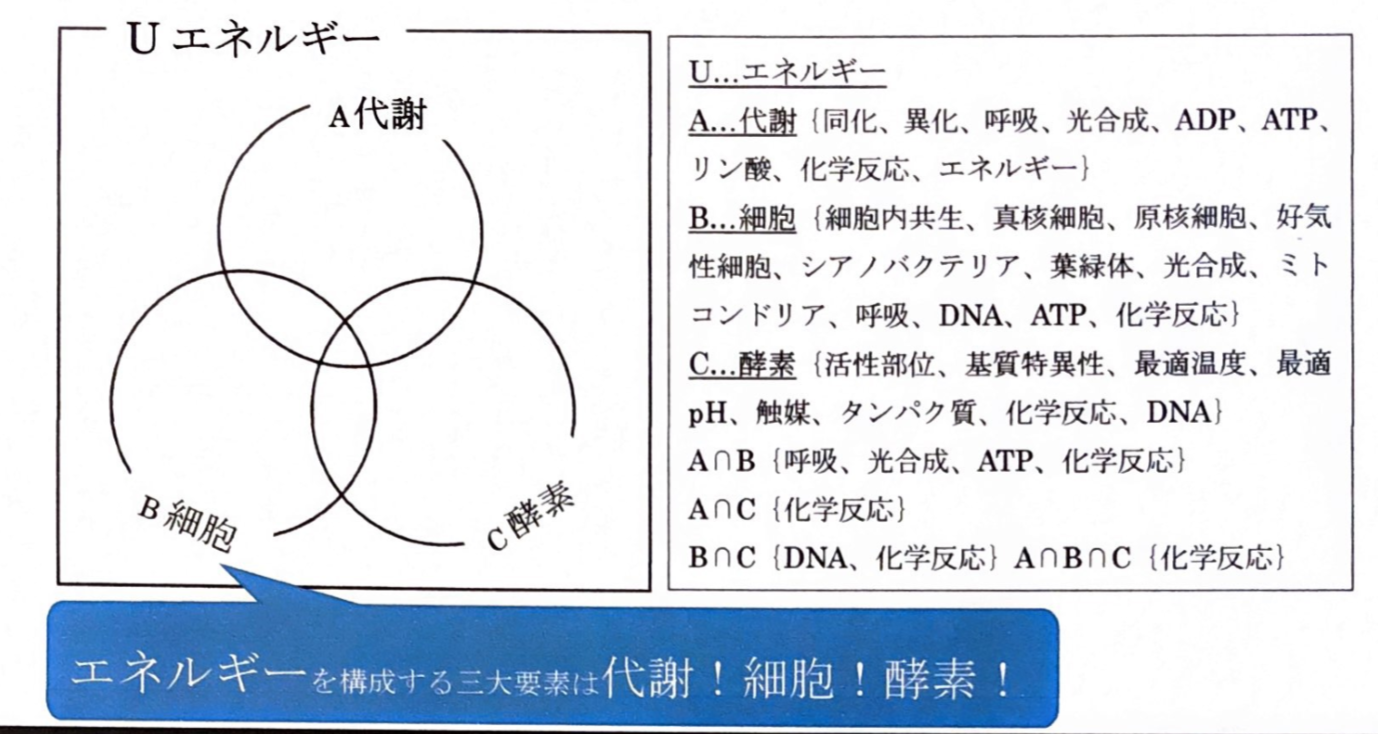 U エネルギー
A代謝
B 細胞
C 酵素
U…エネルギー
A…代謝｛同化、異化、呼吸、光合成、ADP、ATP、
リン酸、化学反応、エネルギー｝
B…細胞｛細胞内共生、真核細胞、原核細胞、好気
性細胞、シアノバクテリア、葉緑体、光合成、ミト
コンドリア、呼吸、DNA、ATP、化学反応｝
C…酵素｛活性部位、基質特異性、最適温度、最適
pH、触媒、タンパク質、化学反応、DNA｝
A∩B｛呼吸、光合成、ATP、化学反応｝
A∩C｛化学反応｝
B∩C｛DNA、化学反応｝A∩B∩C｛化学反応｝
エネルギーを構成する三大要素は代謝！細胞！酵素！